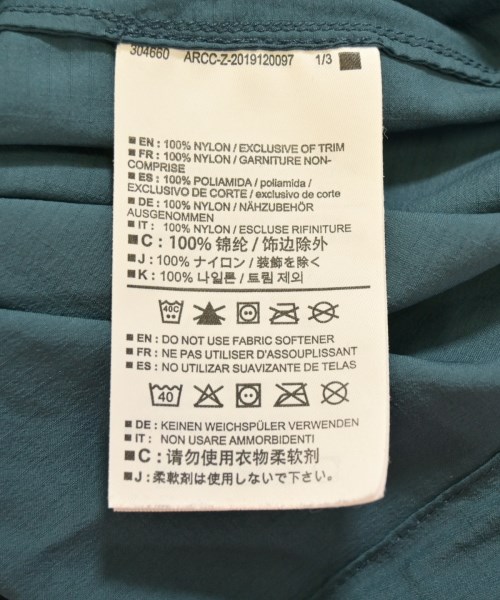 304660 ARCC-Z-2019120097 1/3
EN : 100% NYLON / EXCLUSIVE OF TRIM
FR : 100% NYLON / GARNITURE NON-
COMPRISE
ES : 100% POLIAMIDA / poliamida /
EXCLUSIVO DE CORTE / exclusivo de corte
DE : 100% NYLON / NÄHZUBEHÖR
AUSGENOMMEN
IT : 100% NYLON / ESCLUSE RIFINITURE
C : 100% 锦纶 / 饰边除外
J : 100% ナイロン / 装飾を除く
K : 100% 나일론 / 트림 제외
40C
EN : DO NOT USE FABRIC SOFTENER
FR : NE PAS UTILISER D'ASSOUPLISSANT
ES : NO UTILIZAR SUAVIZANTE DE TELAS
40
DE : KEINEN WEICHSPÜLER VERWENDEN
IT : NON USARE AMMORBIDENTI
C : 请勿使用衣物柔软剂
J : 柔軟剤は使用しないで下さい。